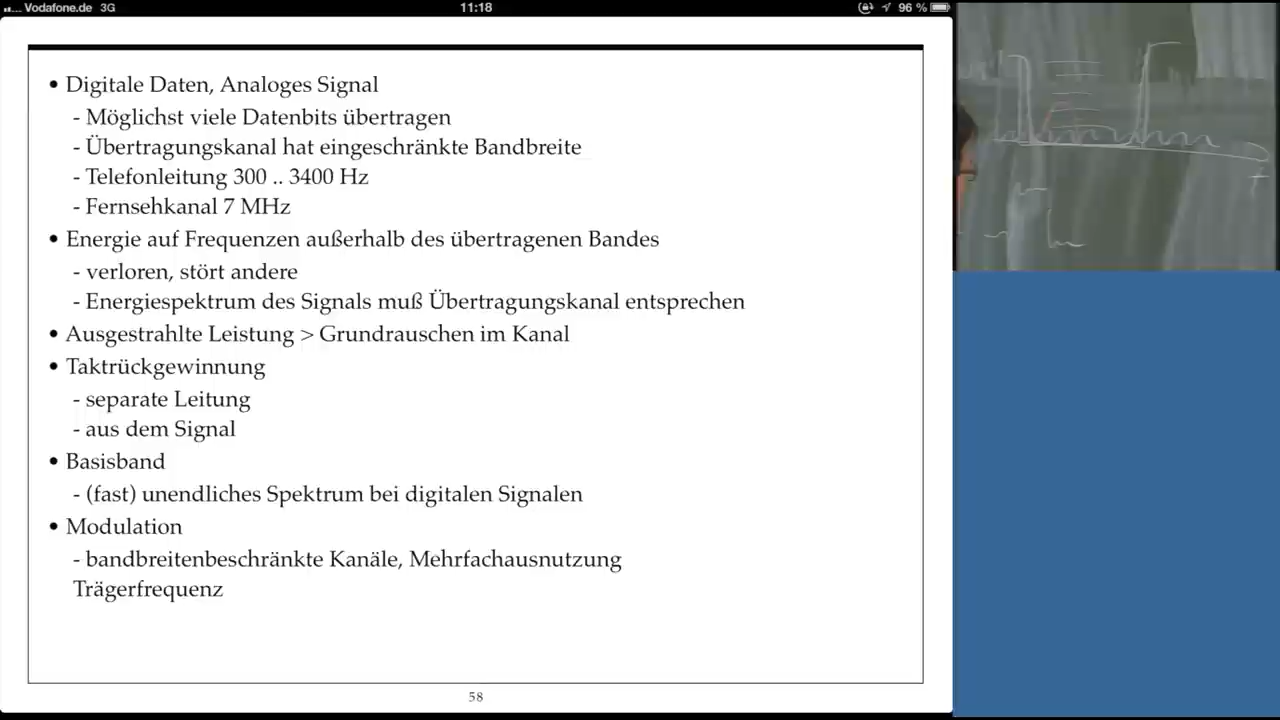 Vodafone.de 3G 11:18 96 %
• Digitale Daten, Analoges Signal
- Möglichst viele Datenbits übertragen
- Übertragungskanal hat eingeschränkte Bandbreite
- Telefonleitung 300 .. 3400 Hz
- Fernsehkanal 7 MHz
• Energie auf Frequenzen außerhalb des übertragenen Bandes
- verloren, stört andere
- Energiespektrum des Signals muß Übertragungskanal entsprechen
• Ausgestrahlte Leistung > Grundrauschen im Kanal
• Taktrückgewinnung
- separate Leitung
- aus dem Signal
• Basisband
- (fast) unendliches Spektrum bei digitalen Signalen
• Modulation
- bandbreitenbeschränkte Kanäle, Mehrfachausnutzung
Trägerfrequenz
58